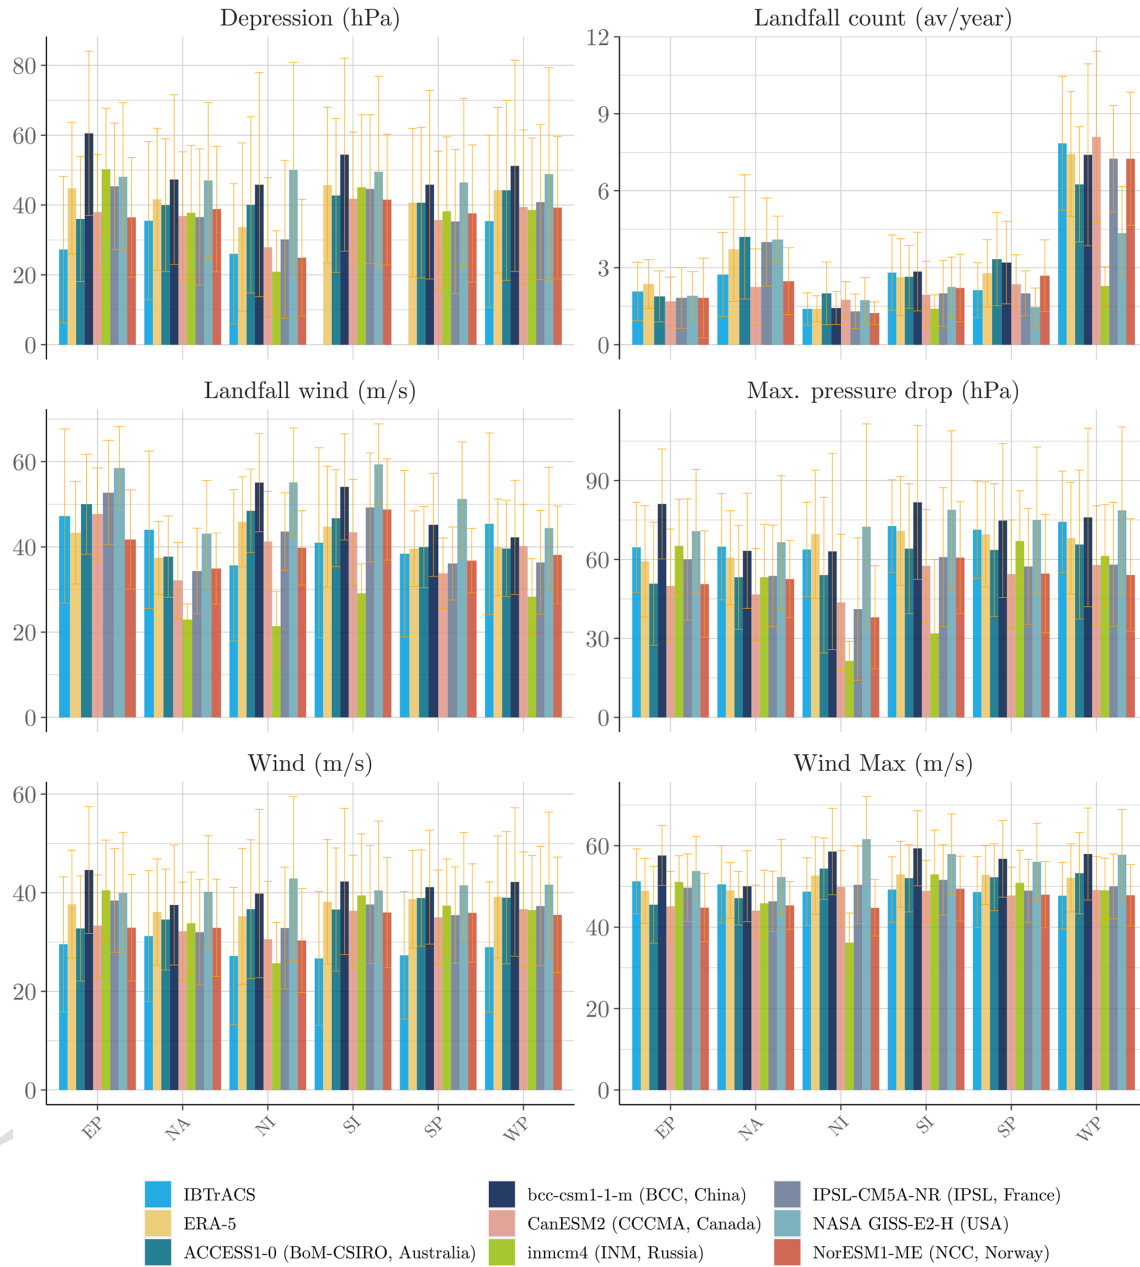 Depression (hPa)
Landfall count (av/year)
80
60
40
20
0
12
9
6
3
0
Landfall wind (m/s)
Max. pressure drop (hPa)
60
40
20
0
90
60
30
0
Wind (m/s)
Wind Max (m/s)
60
40
20
0
60
40
20
0
EP
NA
NI
SI
SP
WP
EP
NA
NI
SI
SP
WP
IBTrACS
ERA-5
ACCESS1-0 (BoM-CSIRO, Australia)
bcc-csm1-1-m (BCC, China)
CanESM2 (CCCMA, Canada)
inmcm4 (INM, Russia)
IPSL-CM5A-NR (IPSL, France)
NASA GISS-E2-H (USA)
NorESM1-ME (NCC, Norway)